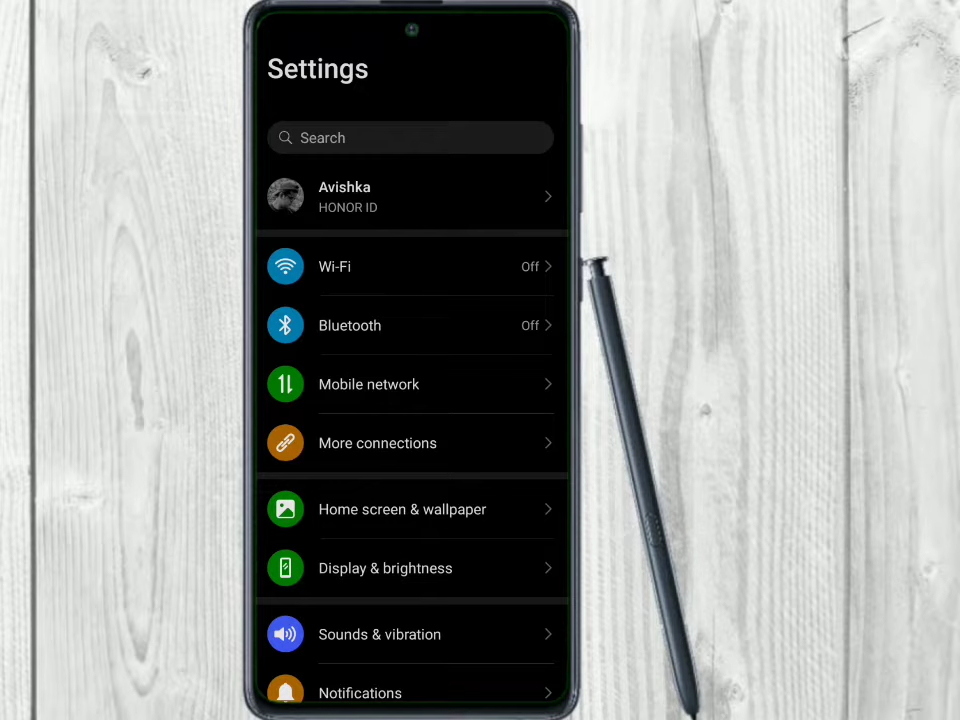 Settings
Search
Avishka
HONOR ID
Wi-Fi
Off
Bluetooth
Off
Mobile network
More connections
Home screen & wallpaper
Display & brightness
Sounds & vibration
Notifications